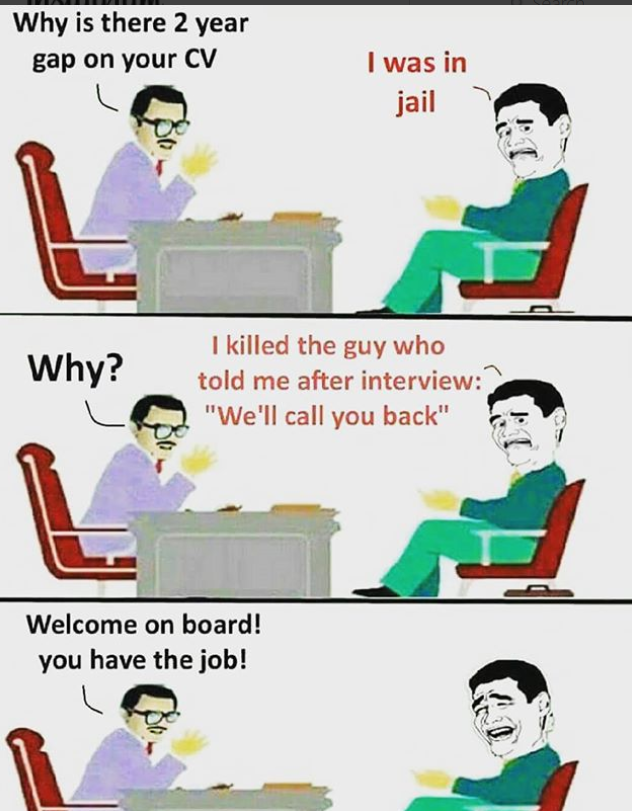 Why is there 2 year
gap on your CV
I was in
jail
Why?
I killed the guy who
told me after interview:
"We'll call you back"
Welcome on board!
you have the job!